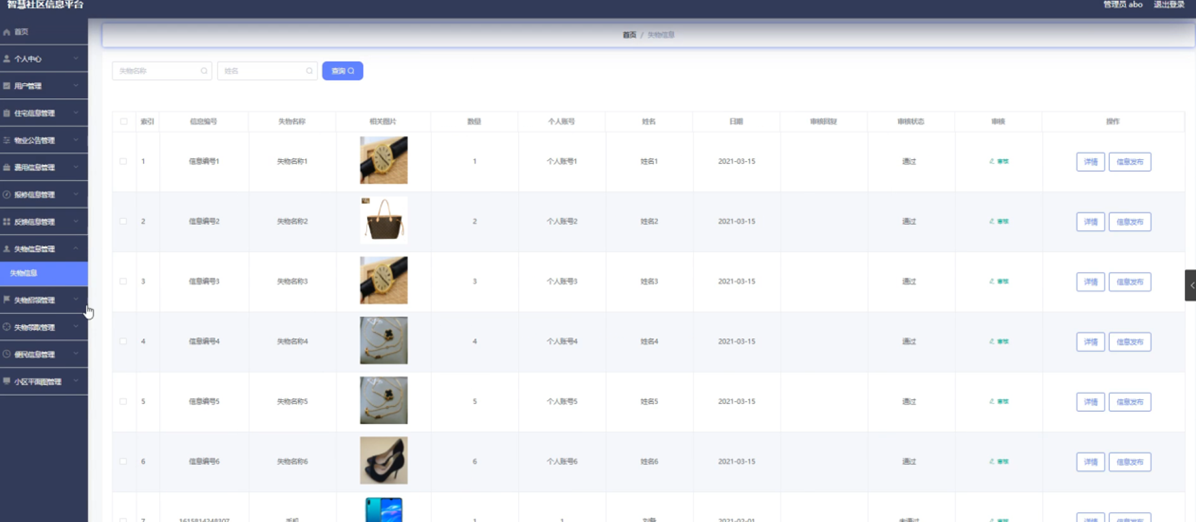 智慧社区信息平台
管理员 abo 退出登录
首页
首页 / 失物信息
个人中心
用户管理
住宅信息管理
物业公告管理
费用信息管理
报修信息管理
反馈信息管理
失物信息管理
失物信息
失物招领管理
失物领取管理
便民信息管理
小区平面图管理
失物名称 姓名 查询
索引 信息编号 失物名称 相关图片 数量 个人账号 姓名 日期 审核回复 审核状态 审核 操作
1 信息编号1 失物名称1 1 个人账号1 姓名1 2021-03-15 通过 审核 详情 信息发布
2 信息编号2 失物名称2 2 个人账号2 姓名2 2021-03-15 通过 审核 详情 信息发布
3 信息编号3 失物名称3 3 个人账号3 姓名3 2021-03-15 通过 审核 详情 信息发布
4 信息编号4 失物名称4 4 个人账号4 姓名4 2021-03-15 通过 审核 详情 信息发布
5 信息编号5 失物名称5 5 个人账号5 姓名5 2021-03-15 通过 审核 详情 信息发布
6 信息编号6 失物名称6 6 个人账号6 姓名6 2021-03-15 通过 审核 详情 信息发布
7 手机 1 1 未通过 审核 详情 信息发布